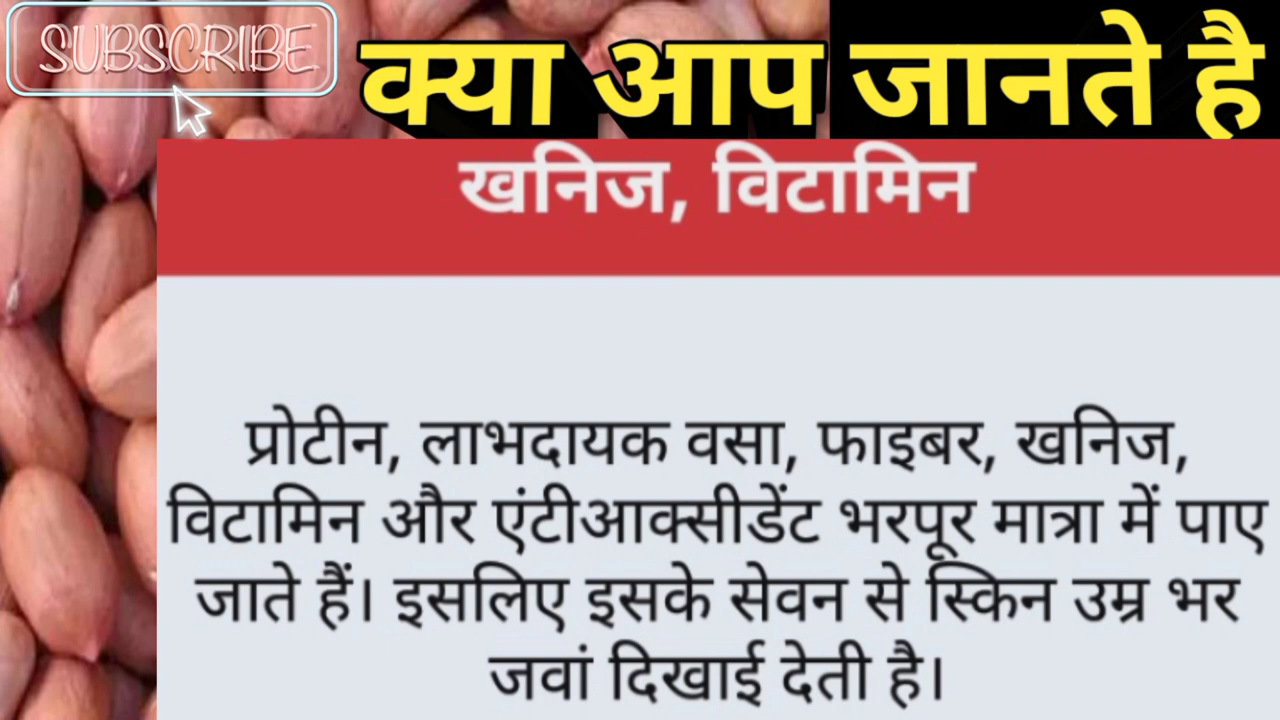 SUBSCRIBE
क्या आप जानते है
खनिज, विटामिन
प्रोटीन, लाभदायक वसा, फाइबर, खनिज,
विटामिन और एंटीआक्सीडेंट भरपूर मात्रा में पाए
जाते हैं। इसलिए इसके सेवन से स्किन उम्र भर
जवां दिखाई देती है।